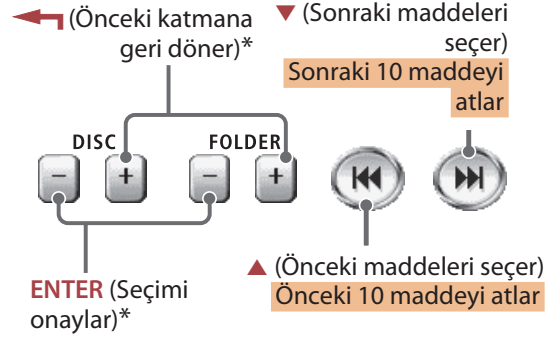 (Önceki katmana
geri döner)*
▼ (Sonraki maddeleri
seçer)
Sonraki 10 maddeyi
atlar
DISC
FOLDER
− + − +
ENTER (Seçimi
onaylar)*
▲ (Önceki maddeleri seçer)
Önceki 10 maddeyi atlar